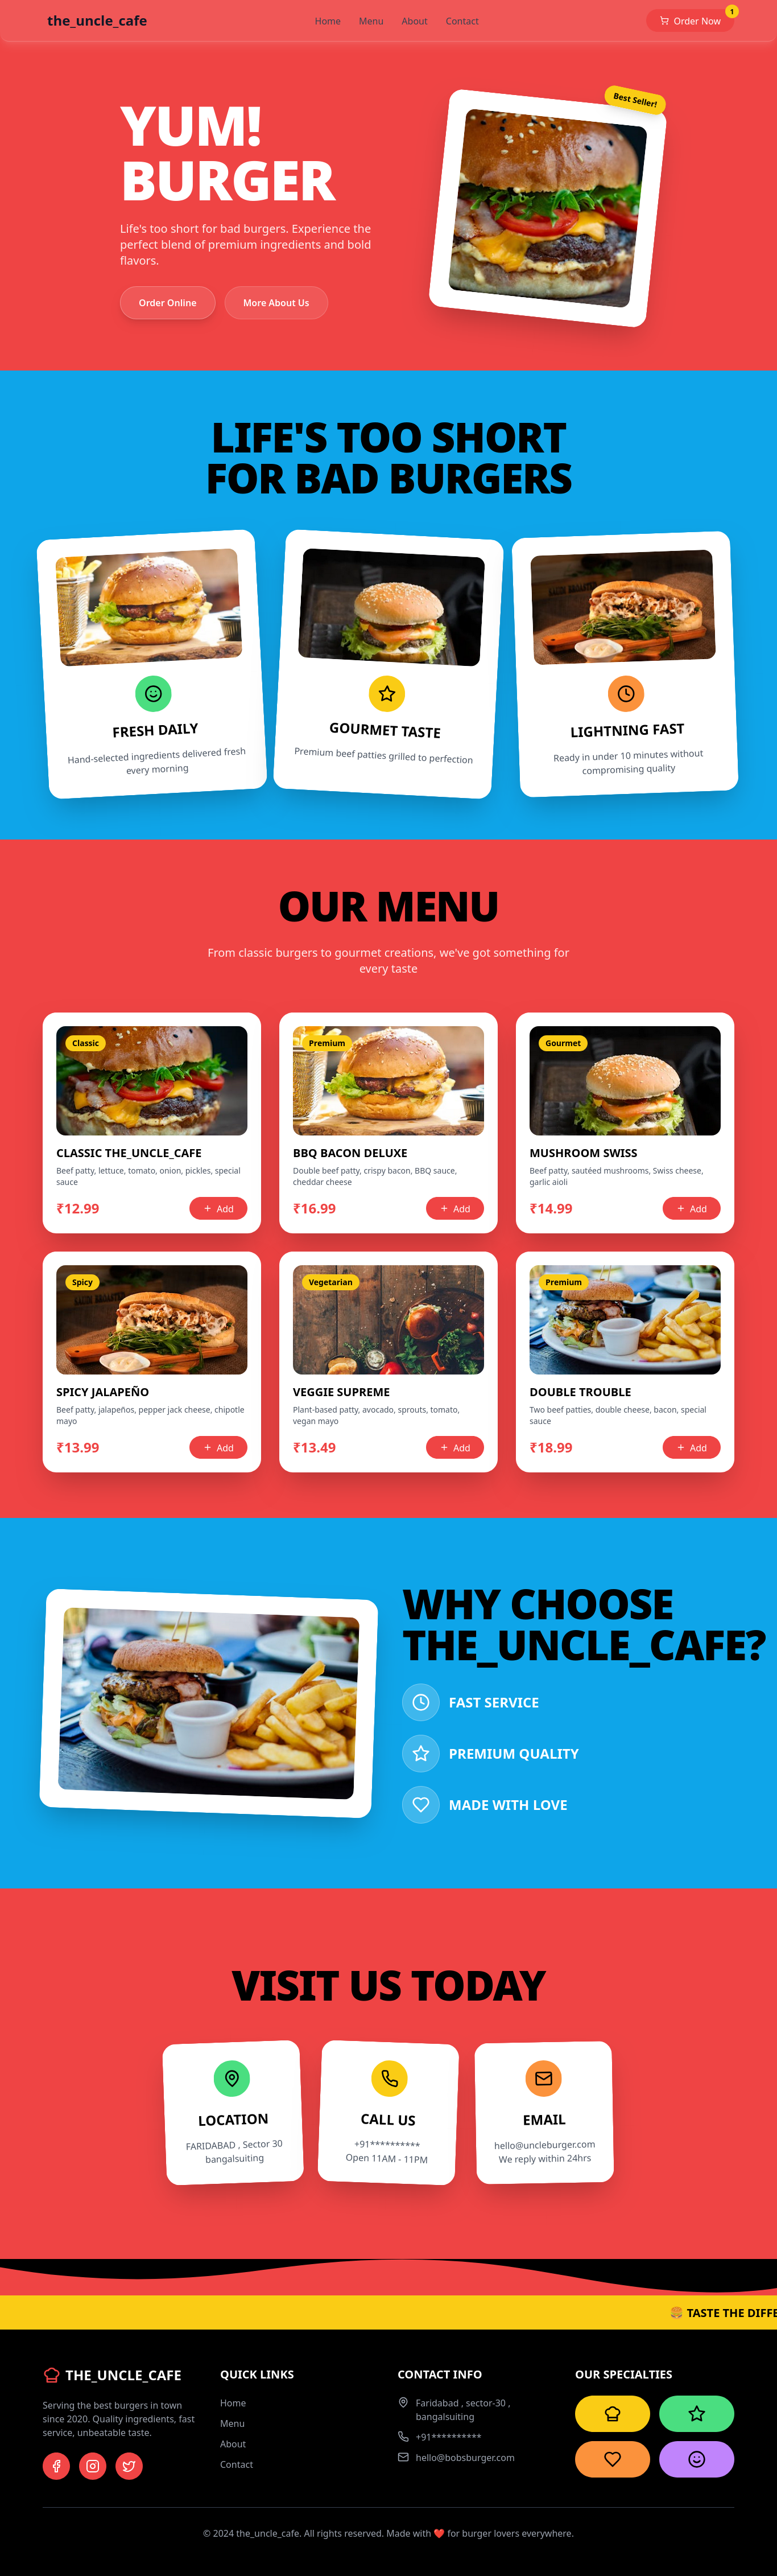 the_uncle_cafe
Home Menu About Contact
Order Now
1
YUM!
BURGER
Life's too short for bad burgers. Experience the
perfect blend of premium ingredients and bold
flavors.
Order Online
More About Us
Best Seller!
LIFE'S TOO SHORT
FOR BAD BURGERS
FRESH DAILY
Hand-selected ingredients delivered fresh
every morning
GOURMET TASTE
Premium beef patties grilled to perfection
LIGHTNING FAST
Ready in under 10 minutes without
compromising quality
OUR MENU
From classic burgers to gourmet creations, we've got something for
every taste
Classic
CLASSIC THE_UNCLE_CAFE
Beef patty, lettuce, tomato, onion, pickles, special
sauce
₹12.99
+ Add
Premium
BBQ BACON DELUXE
Double beef patty, crispy bacon, BBQ sauce,
cheddar cheese
₹16.99
+ Add
Gourmet
MUSHROOM SWISS
Beef patty, sautéed mushrooms, Swiss cheese,
garlic aioli
₹14.99
+ Add
Spicy
SPICY JALAPEÑO
Beef patty, jalapeños, pepper jack cheese, chipotle
mayo
₹13.99
+ Add
Vegetarian
VEGGIE SUPREME
Plant-based patty, avocado, sprouts, tomato,
vegan mayo
₹13.49
+ Add
Premium
DOUBLE TROUBLE
Two beef patties, double cheese, bacon, special
sauce
₹18.99
+ Add
WHY CHOOSE
THE_UNCLE_CAFE?
FAST SERVICE
PREMIUM QUALITY
MADE WITH LOVE
VISIT US TODAY
LOCATION
FARIDABAD , Sector 30
bangalsuiting
CALL US
+91**********
Open 11AM - 11PM
EMAIL
hello@uncleburger.com
We reply within 24hrs
🍔 TASTE THE DIFFE
THE_UNCLE_CAFE
Serving the best burgers in town
since 2020. Quality ingredients, fast
service, unbeatable taste.
QUICK LINKS
Home
Menu
About
Contact
CONTACT INFO
Faridabad , sector-30 ,
bangalsuiting
+91**********
hello@bobsburger.com
OUR SPECIALTIES
© 2024 the_uncle_cafe. All rights reserved. Made with ❤️ for burger lovers everywhere.